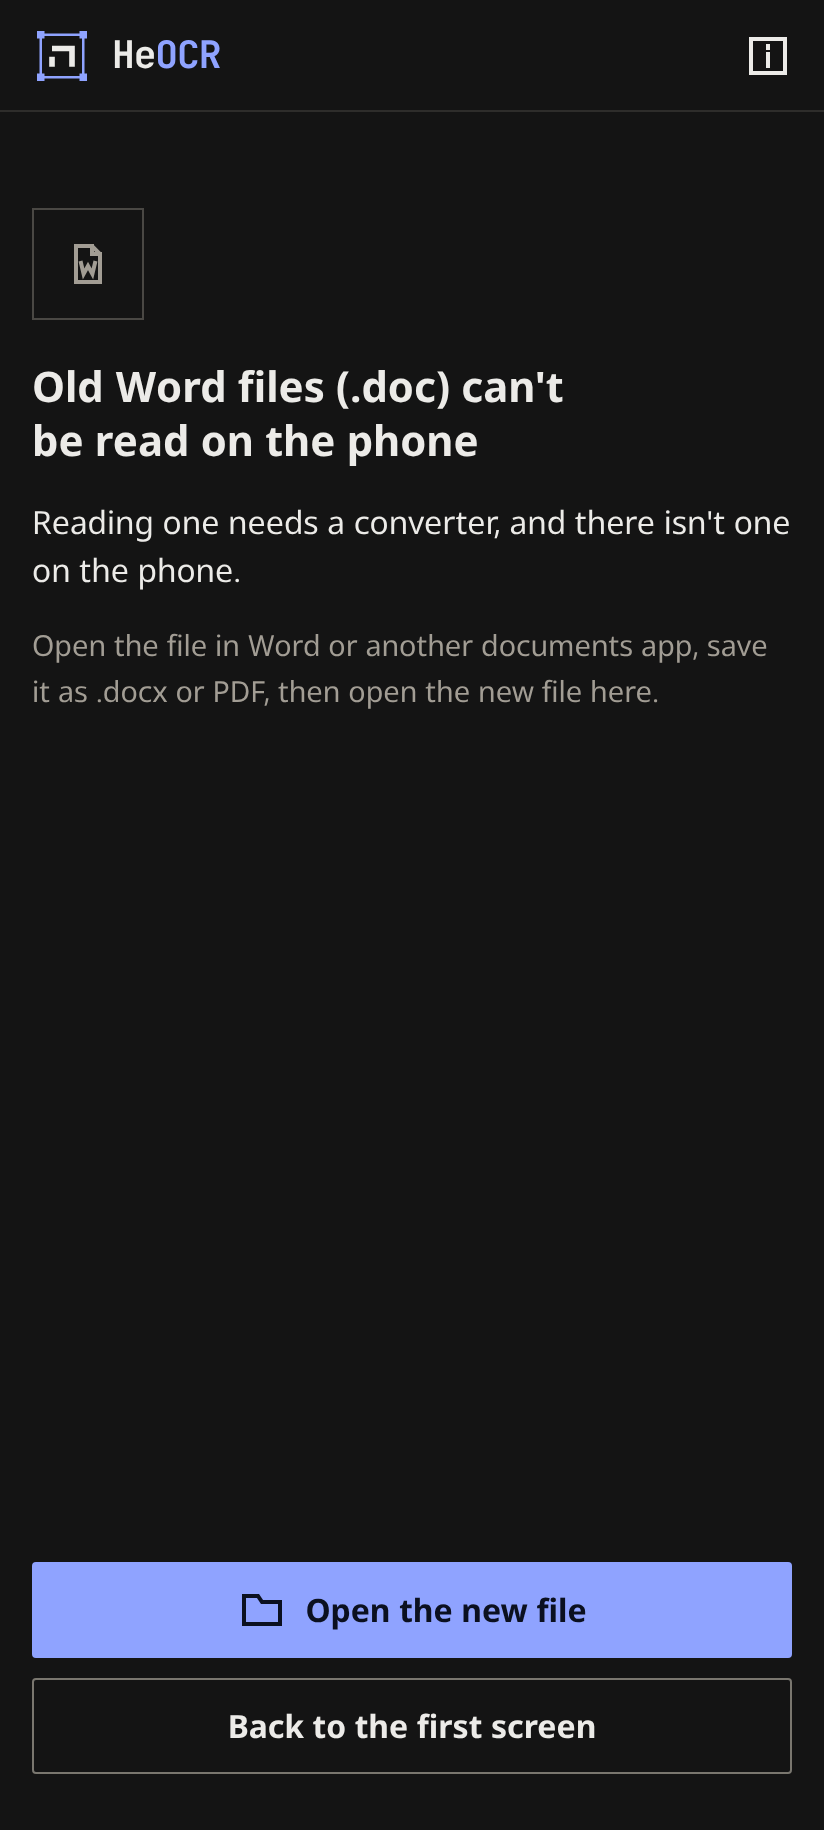 HeOCR
Old Word files (.doc) can't
be read on the phone
Reading one needs a converter, and there isn't one
on the phone.
Open the file in Word or another documents app, save
it as .docx or PDF, then open the new file here.
Open the new file
Back to the first screen